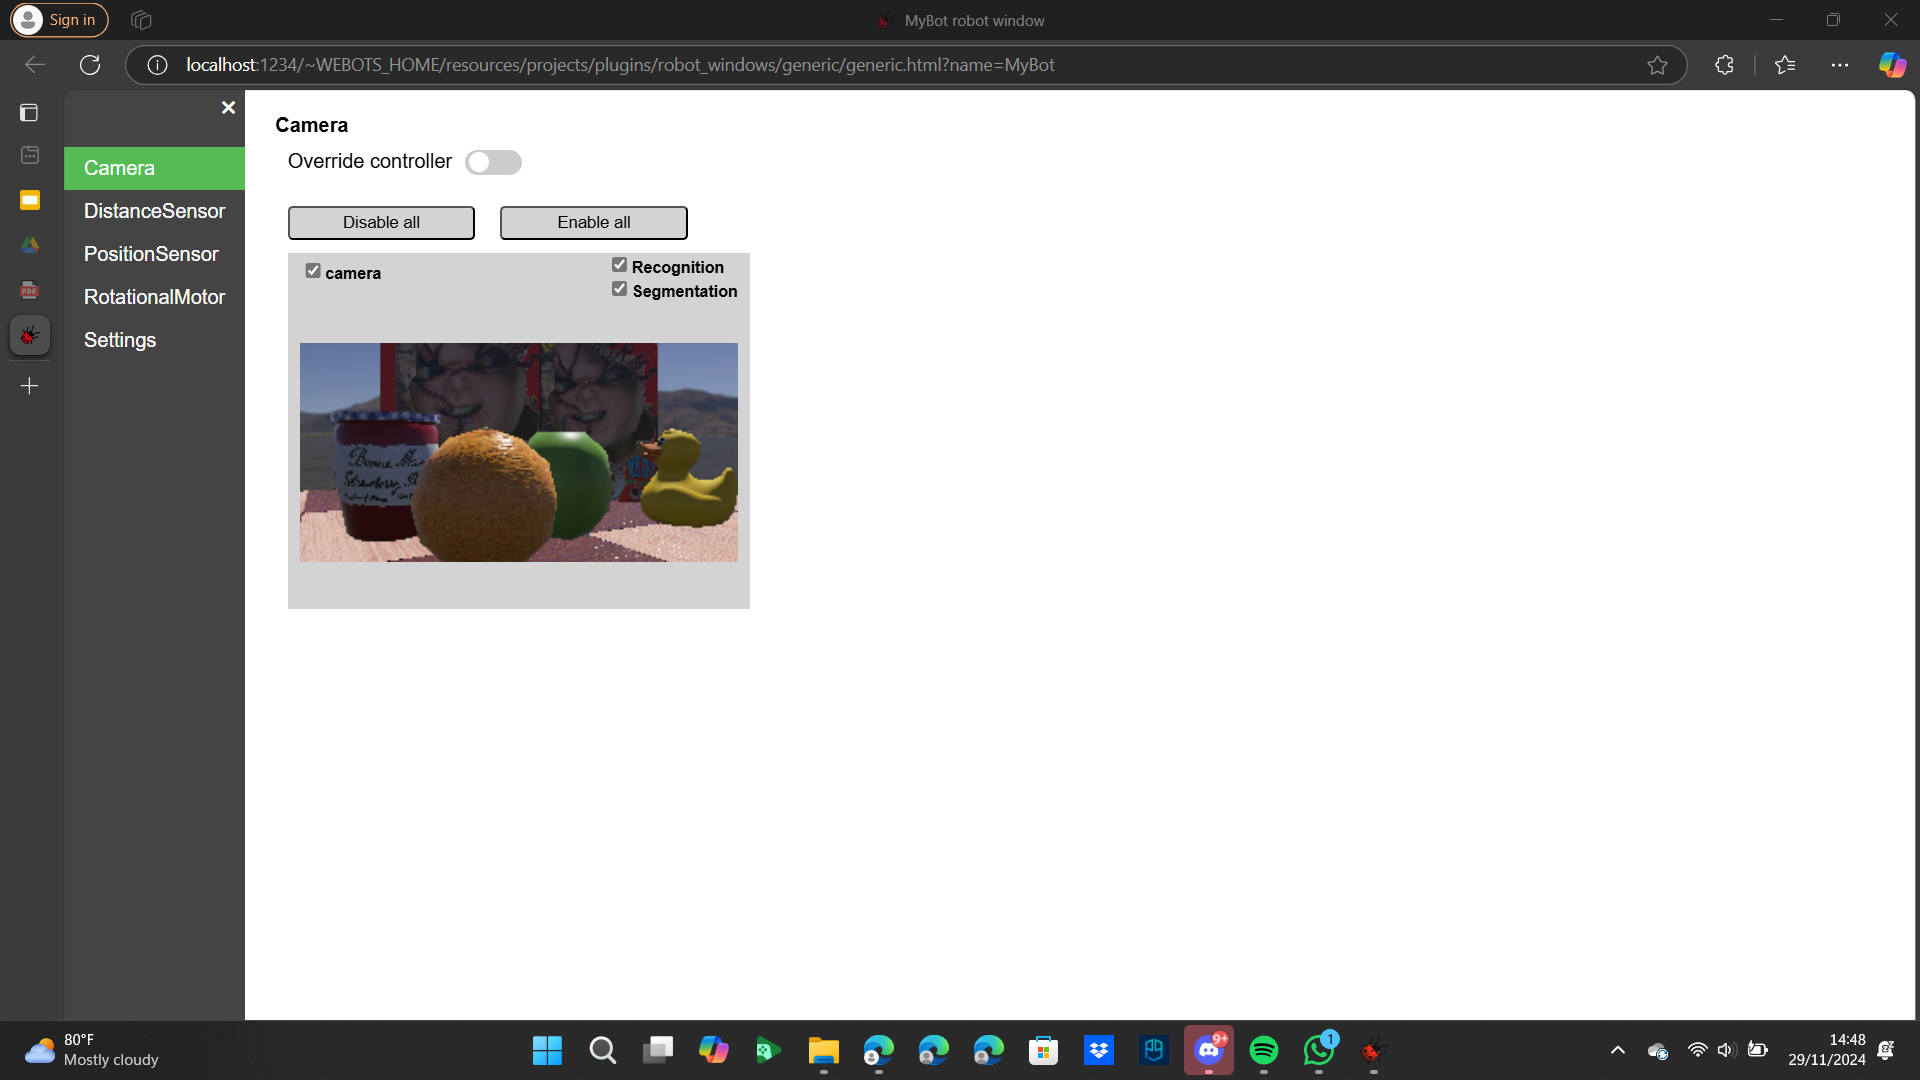 Sign in
MyBot robot window
localhost:1234/~WEBOTS_HOME/resources/projects/plugins/robot_windows/generic/generic.html?name=MyBot
Camera
DistanceSensor
PositionSensor
RotationalMotor
Settings
Camera
Override controller
Disable all
Enable all
camera
Recognition
Segmentation
Bonne
Strawberry
80°F
Mostly cloudy
9+
1
14:48
29/11/2024